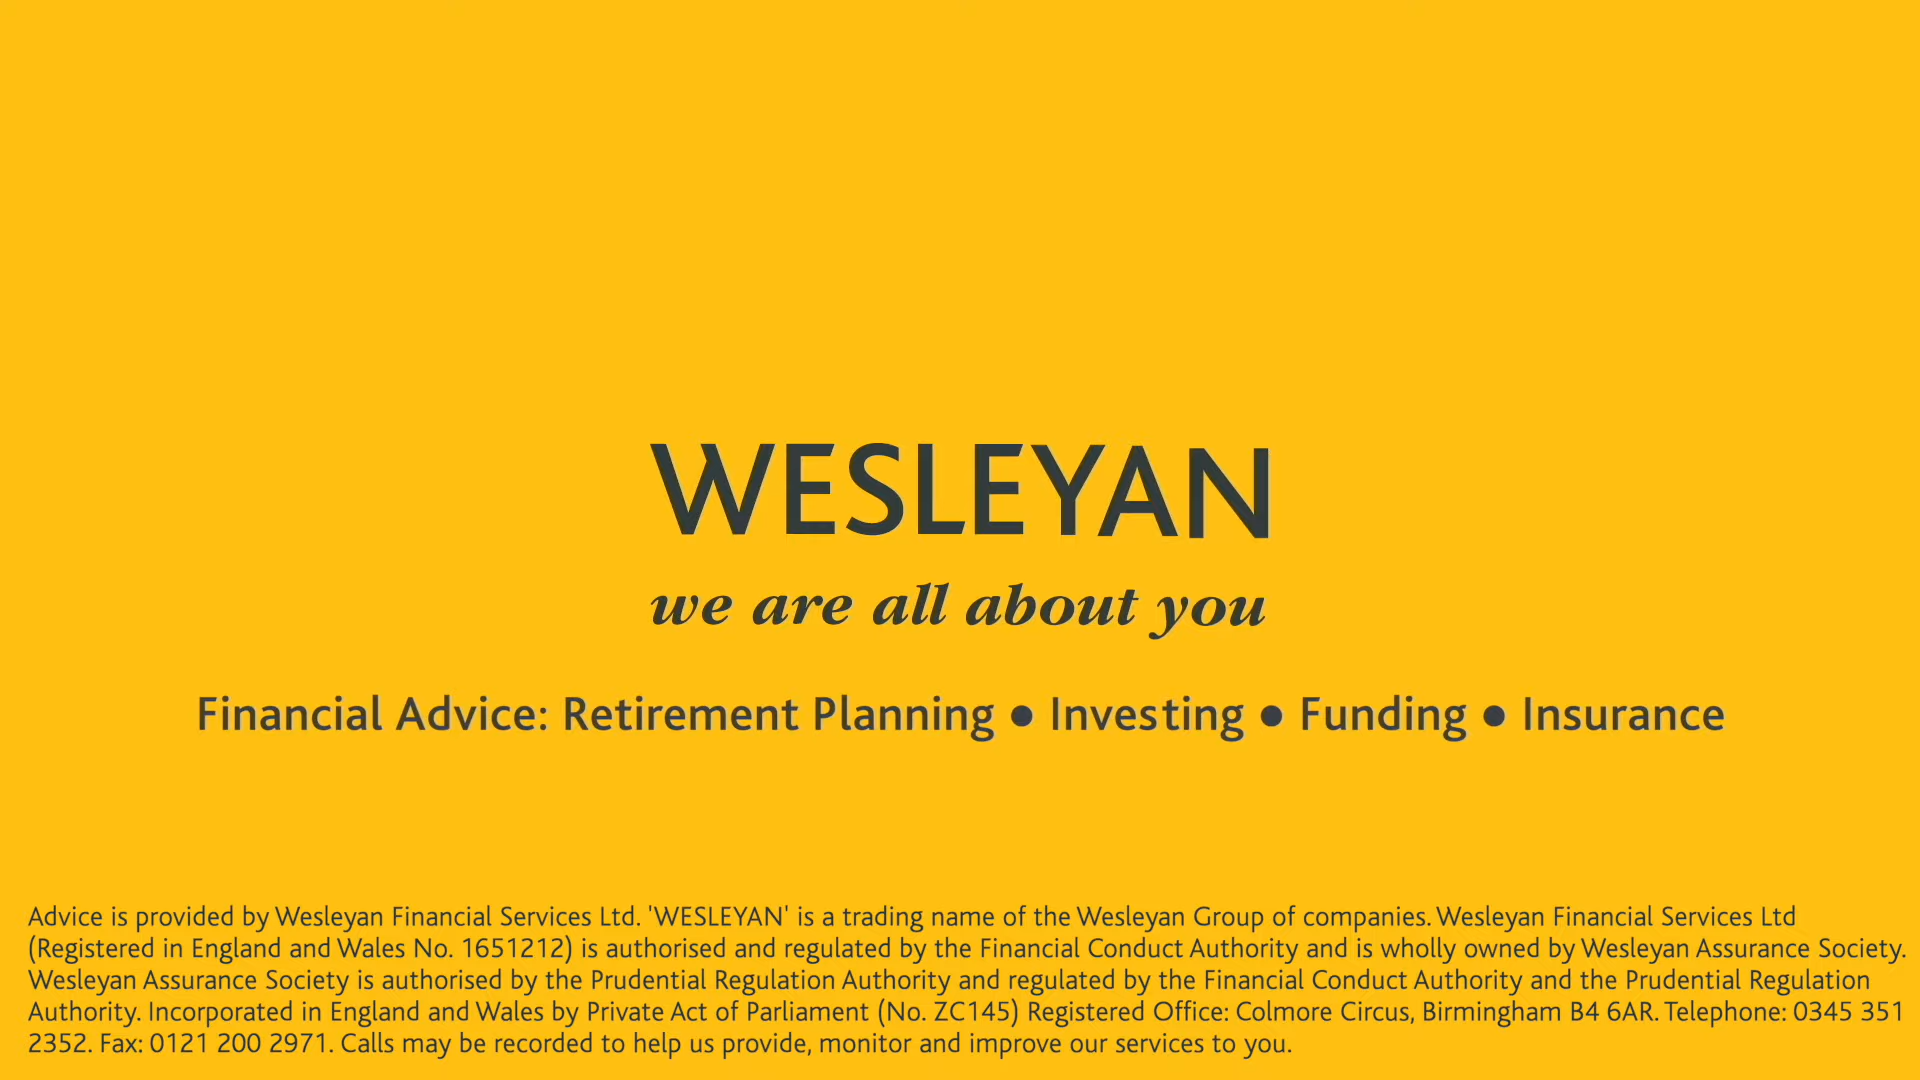 WESLEYAN
we are all about you
Financial Advice: Retirement Planning ● Investing ● Funding ● Insurance
Advice is provided by Wesleyan Financial Services Ltd. 'WESLEYAN' is a trading name of the Wesleyan Group of companies. Wesleyan Financial Services Ltd
(Registered in England and Wales No. 1651212) is authorised and regulated by the Financial Conduct Authority and is wholly owned by Wesleyan Assurance Society.
Wesleyan Assurance Society is authorised by the Prudential Regulation Authority and regulated by the Financial Conduct Authority and the Prudential Regulation
Authority. Incorporated in England and Wales by Private Act of Parliament (No. ZC145) Registered Office: Colmore Circus, Birmingham B4 6AR. Telephone: 0345 351
2352. Fax: 0121 200 2971. Calls may be recorded to help us provide, monitor and improve our services to you.